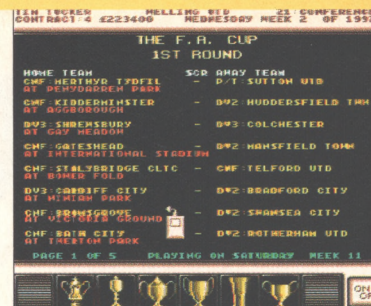 TIM TUCKER MELLING UTD 21: CONFERENCE
CONTRACT: 4 £223400 WEDNESDAY WEEK 2 OF 1997
THE F.A. CUP
1ST ROUND
HOME TEAM SCR AWAY TEAM
CNF: MERTHYR TYDFIL - P/T: SUTTON UTD
AT PENYDARREN PARK
CNF: KIDDERMINSTER - DV2: HUDDERSFIELD TWN
AT AGGBOROUGH
DV3: SHREWSBURY - DV3: COLCHESTER
AT GAY MEADOW
CNF: GATESHEAD - DV2: MANSFIELD TOWN
AT INTERNATIONAL STADIUM
CNF: STALYBRIDGE CLTC - CNF: TELFORD UTD
AT BOWER FOLD
DV3: CARDIFF CITY - DV2: BRADFORD CITY
AT NINIAN PARK
CNF: BROMSGROVE - DV2: SWANSEA CITY
AT VICTORIA GROUND
CNF: BATH CITY - DV2: ROTHERHAM UTD
AT TWERTON PARK
PAGE 1 OF 5 PLAYING ON SATURDAY WEEK 11